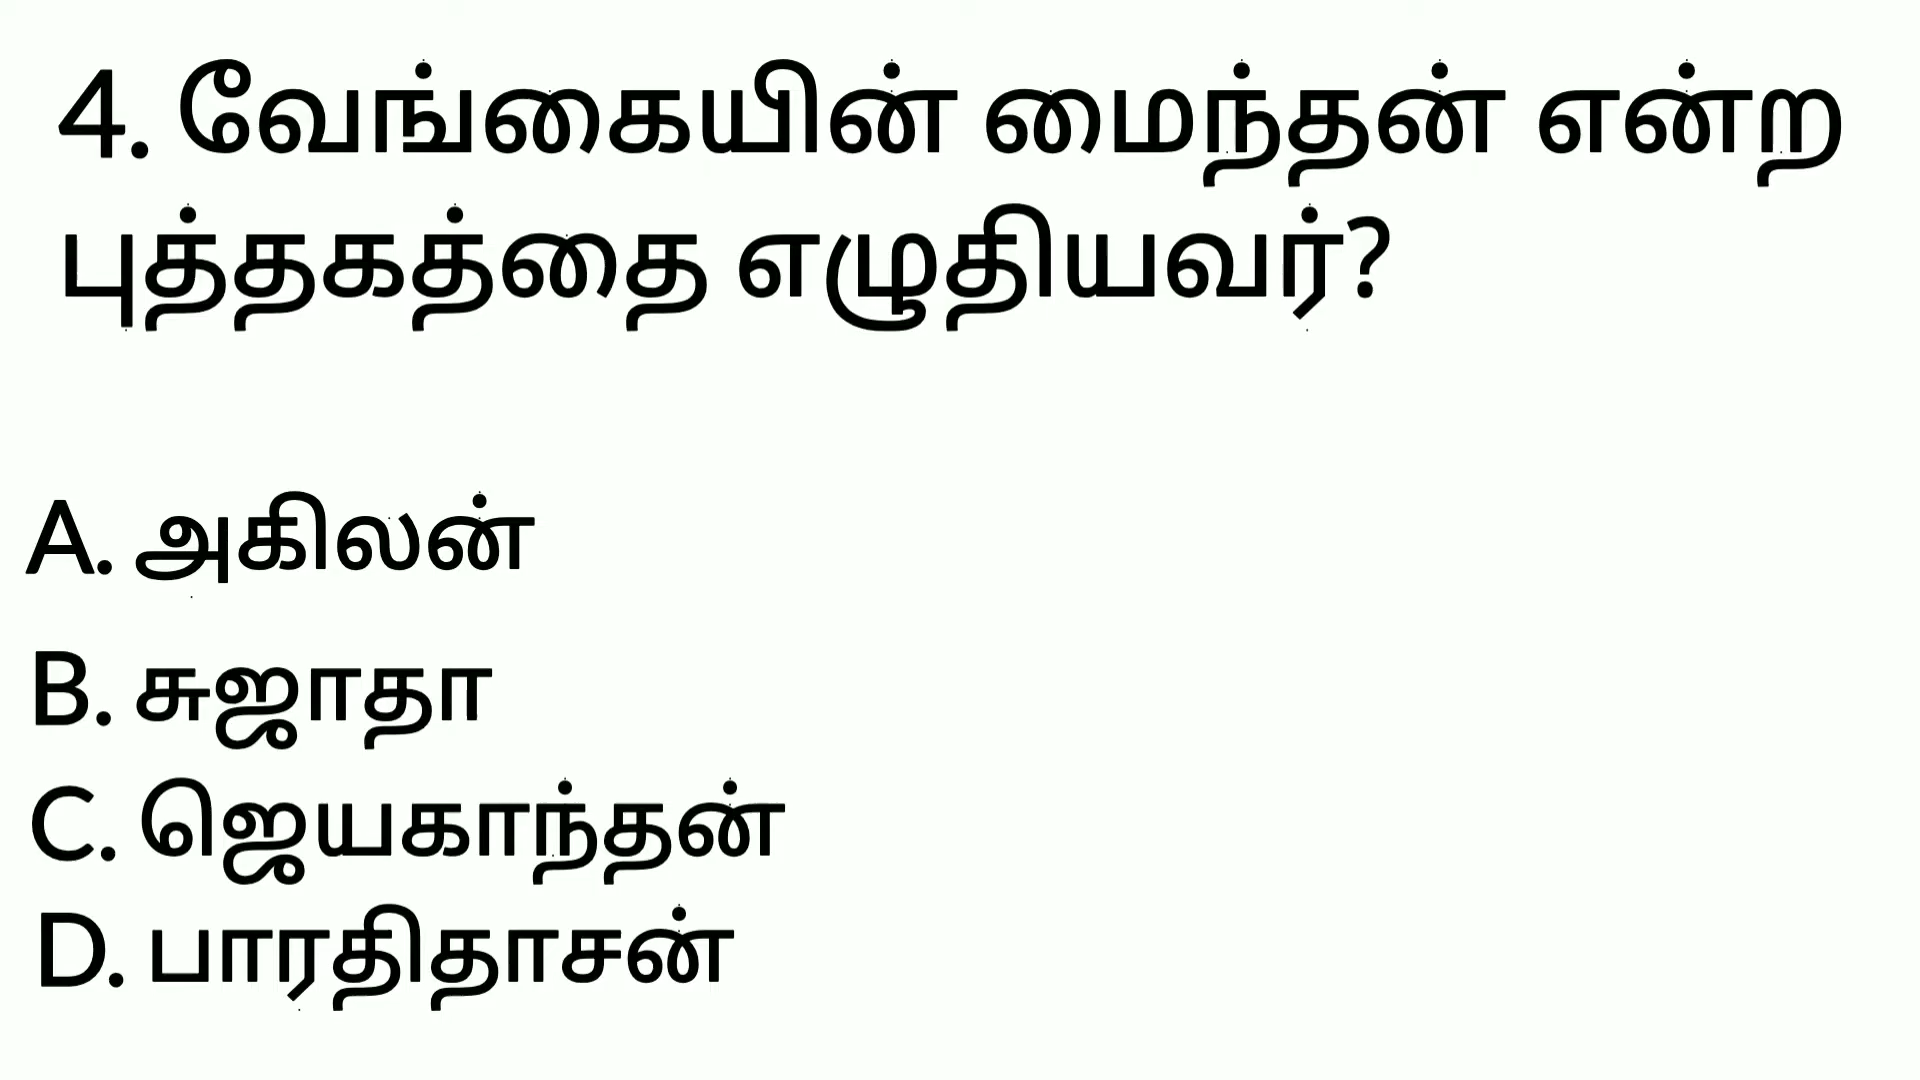 4. வேங்கையின் மைந்தன் என்ற
புத்தகத்தை எழுதியவர்?
A. அகிலன்
B. சுஜாதா
C. ஜெயகாந்தன்
D. பாரதிதாசன்